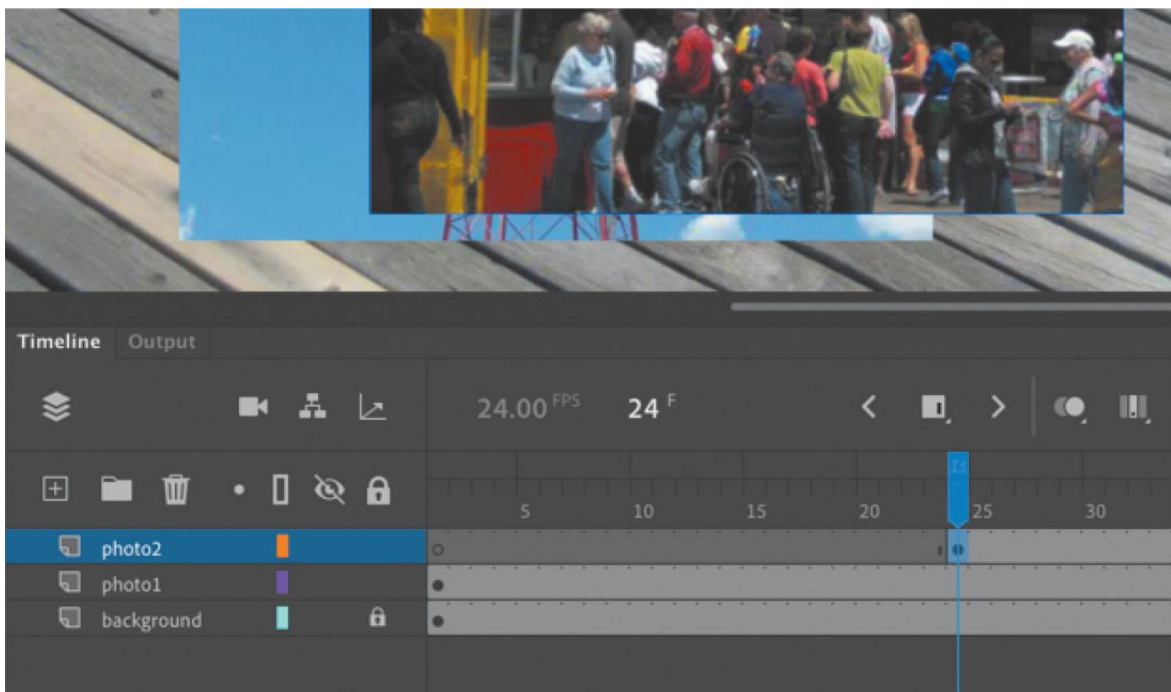 Timeline Output
24.00 FPS 24 F
1s
5 10 15 20 25 30
photo2
photo1
background